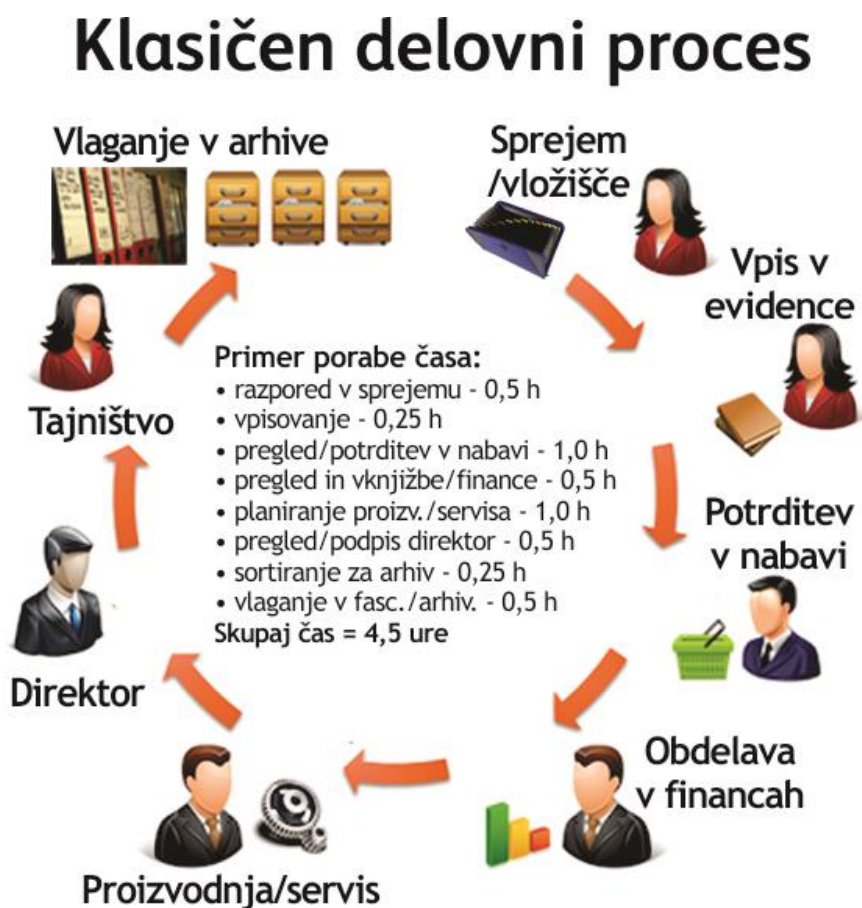 Klasičen delovni proces
Vlaganje v arhive
Sprejem
/vložišče
Vpis v
evidence
Potrditev
v nabavi
Obdelava
v financah
Proizvodnja/servis
Direktor
Tajništvo
Primer porabe časa:
• razpored v sprejemu - 0,5 h
• vpisovanje - 0,25 h
• pregled/potrditev v nabavi - 1,0 h
• pregled in vknjižbe/finance - 0,5 h
• planiranje proizv./servisa - 1,0 h
• pregled/podpis direktor - 0,5 h
• sortiranje za arhiv - 0,25 h
• vlaganje v fasc./arhiv. - 0,5 h
Skupaj čas = 4,5 ure